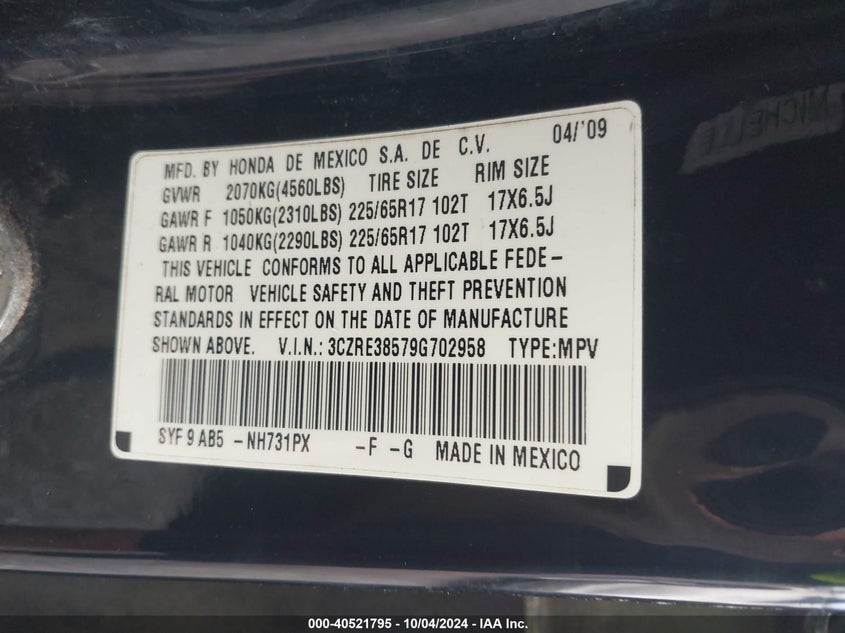 MFD. BY HONDA DE MEXICO S.A. DE C.V. 04/'09
GVWR 2070KG(4560LBS) TIRE SIZE RIM SIZE
GAWR F 1050KG(2310LBS) 225/65R17 102T 17X6.5J
GAWR R 1040KG(2290LBS) 225/65R17 102T 17X6.5J
THIS VEHICLE CONFORMS TO ALL APPLICABLE FEDE-
RAL MOTOR VEHICLE SAFETY AND THEFT PREVENTION
STANDARDS IN EFFECT ON THE DATE OF MANUFACTURE
SHOWN ABOVE. V.I.N.: 3CZRE38579G702958 TYPE:MPV
SYF 9 AB5 -NH731PX -F -G MADE IN MEXICO
000-40521795 - 10/04/2024 - IAA Inc.